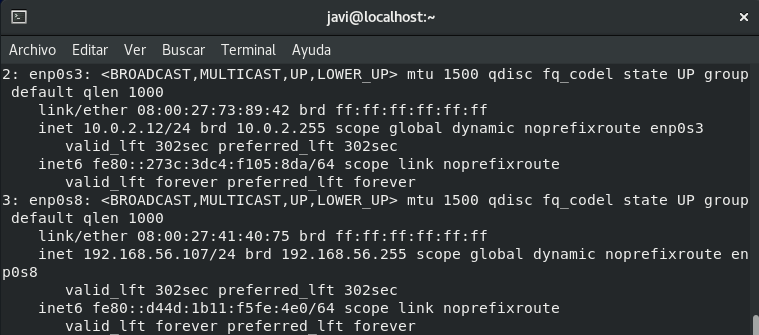 javi@localhost:~
Archivo Editar Ver Buscar Terminal Ayuda
2: enp0s3: <BROADCAST,MULTICAST,UP,LOWER_UP> mtu 1500 qdisc fq_codel state UP group
default qlen 1000
link/ether 08:00:27:73:89:42 brd ff:ff:ff:ff:ff:ff
inet 10.0.2.12/24 brd 10.0.2.255 scope global dynamic noprefixroute enp0s3
valid_lft 302sec preferred_lft 302sec
inet6 fe80::273c:3dc4:f105:8da/64 scope link noprefixroute
valid_lft forever preferred_lft forever
3: enp0s8: <BROADCAST,MULTICAST,UP,LOWER_UP> mtu 1500 qdisc fq_codel state UP group
default qlen 1000
link/ether 08:00:27:41:40:75 brd ff:ff:ff:ff:ff:ff
inet 192.168.56.107/24 brd 192.168.56.255 scope global dynamic noprefixroute en
p0s8
valid_lft 302sec preferred_lft 302sec
inet6 fe80::d44d:1b11:f5fe:4e0/64 scope link noprefixroute
valid_lft forever preferred_lft forever